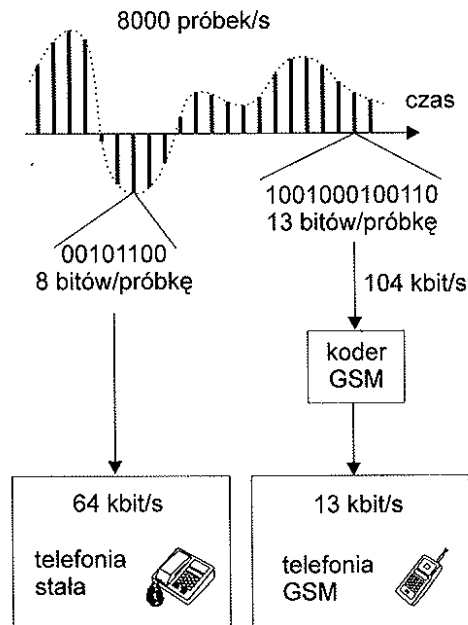 8000 próbek/s
czas
00101100
8 bitów/próbkę
1001000100110
13 bitów/próbkę
104 kbit/s
koder
GSM
64 kbit/s
telefonia
stała
13 kbit/s
telefonia
GSM